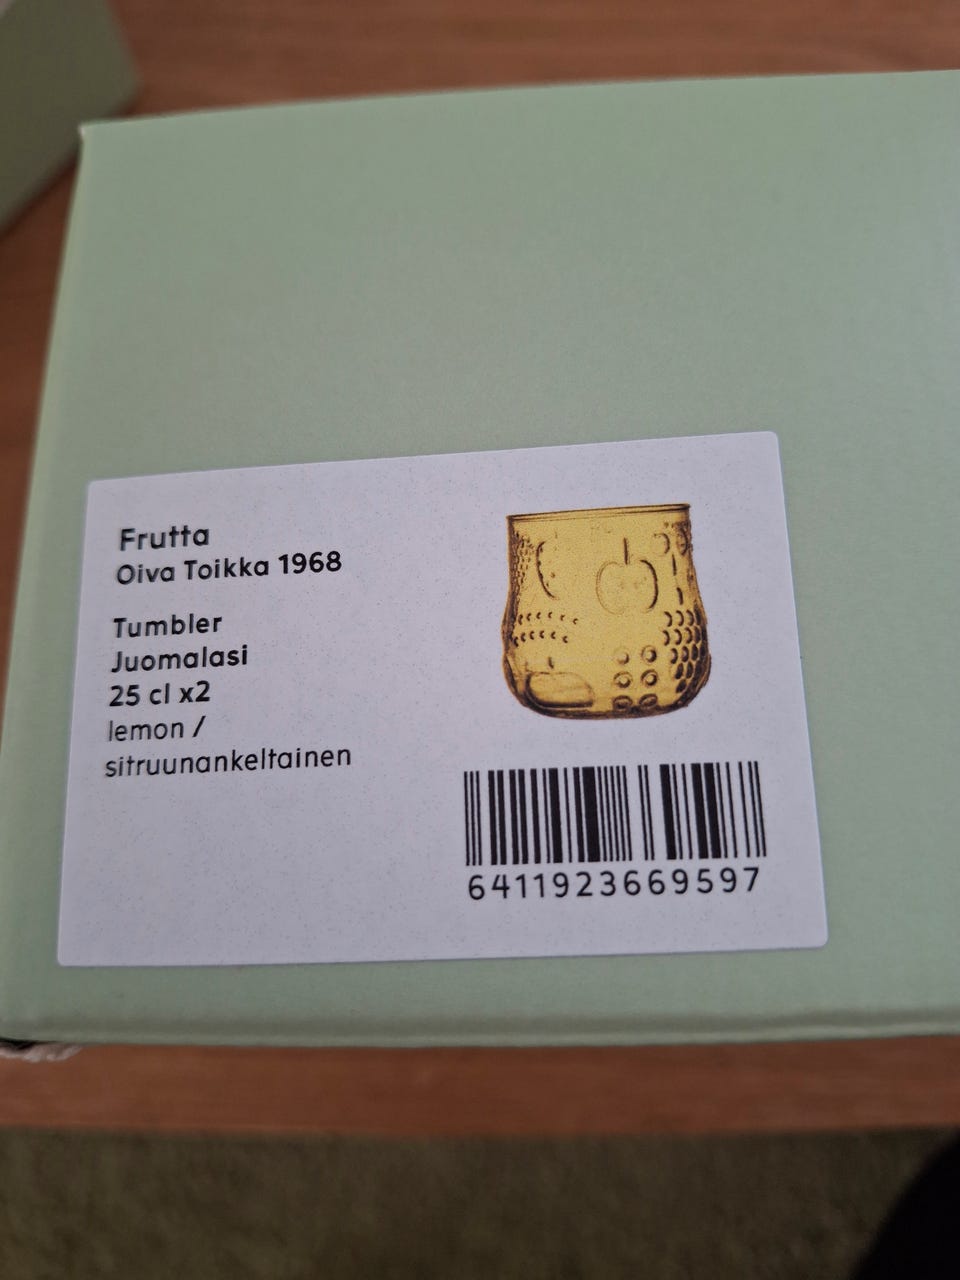 Frutta
Oiva Toikka 1968
Tumbler
Juomalasi
25 cl x2
lemon /
sitruunankeltainen
6411923669597